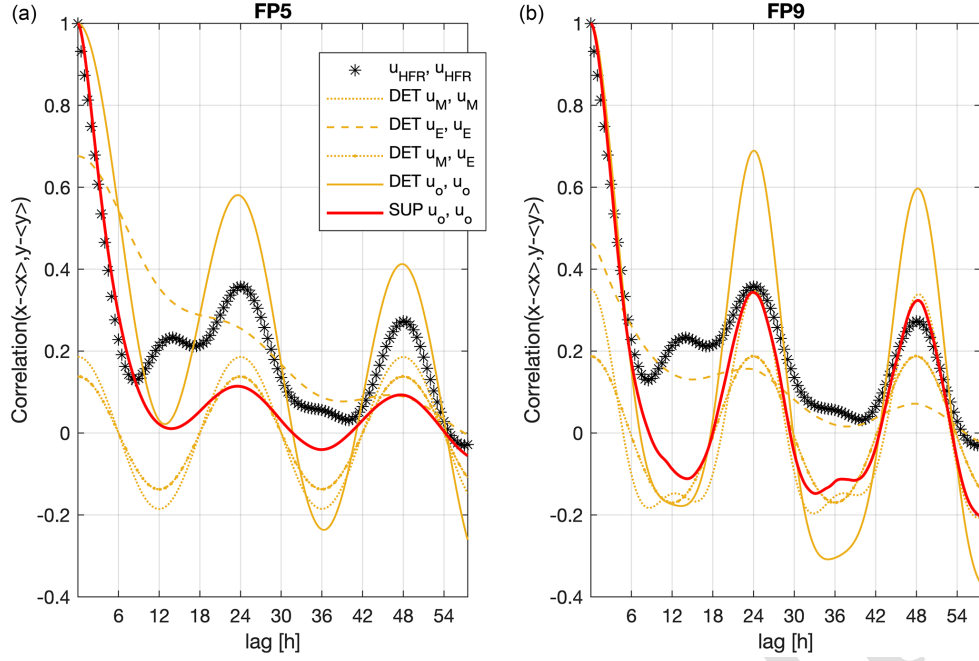 (a)
FP5
Correlation(x-<x>,y-<y>)
1
0.8
0.6
0.4
0.2
0
-0.2
-0.4
6 12 18 24 30 36 42 48 54
lag [h]
u_HFR, u_HFR
DET u_M, u_M
DET u_E, u_E
DET u_M, u_E
DET u_o, u_o
SUP u_o, u_o
(b)
FP9
Correlation(x-<x>,y-<y>)
1
0.8
0.6
0.4
0.2
0
-0.2
-0.4
6 12 18 24 30 36 42 48 54
lag [h]